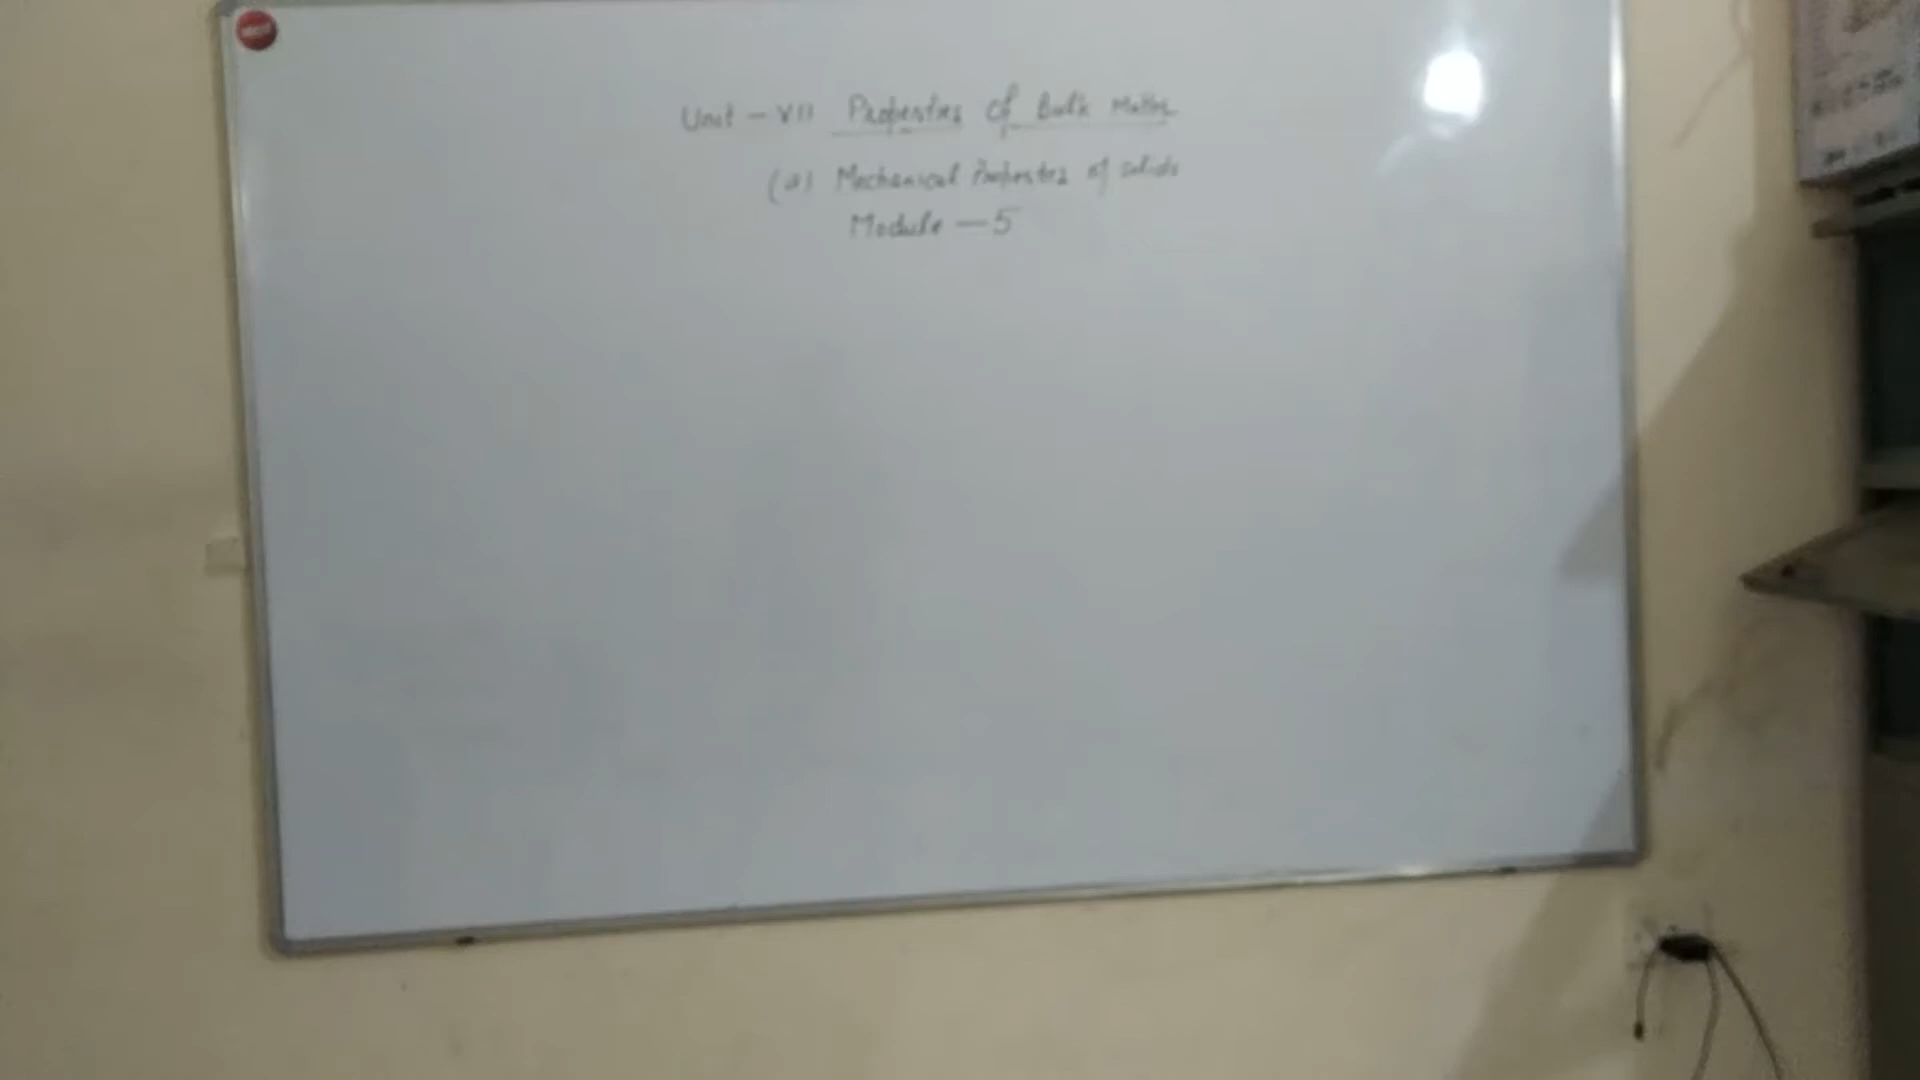 Unit - VII Properties of Bulk Matter
(a) Mechanical Properties of solids
Module - 5